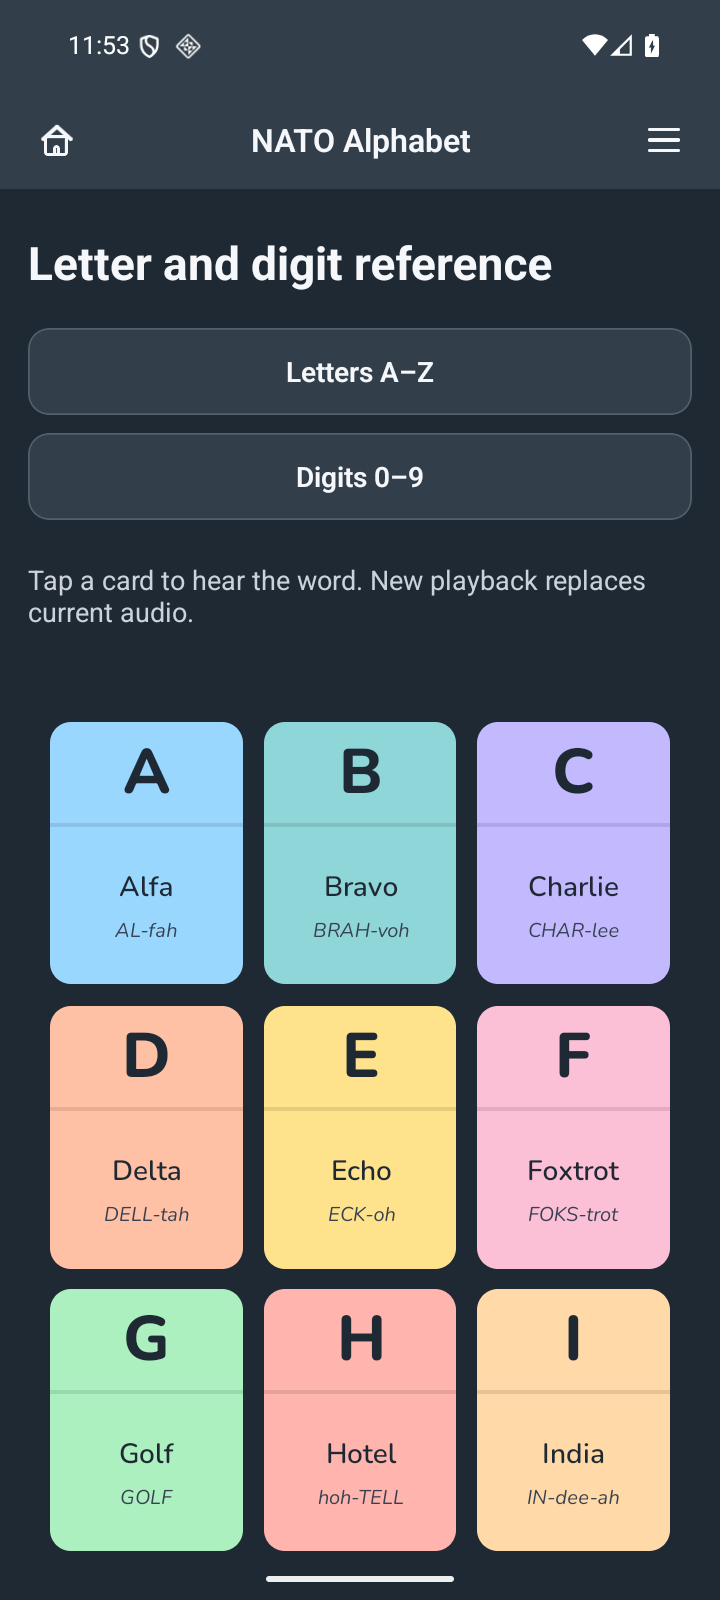 11:53
NATO Alphabet
Letter and digit reference
Letters A–Z
Digits 0–9
Tap a card to hear the word. New playback replaces
current audio.
A
Alfa
AL-fah
B
Bravo
BRAH-voh
C
Charlie
CHAR-lee
D
Delta
DELL-tah
E
Echo
ECK-oh
F
Foxtrot
FOKS-trot
G
Golf
GOLF
H
Hotel
hoh-TELL
I
India
IN-dee-ah